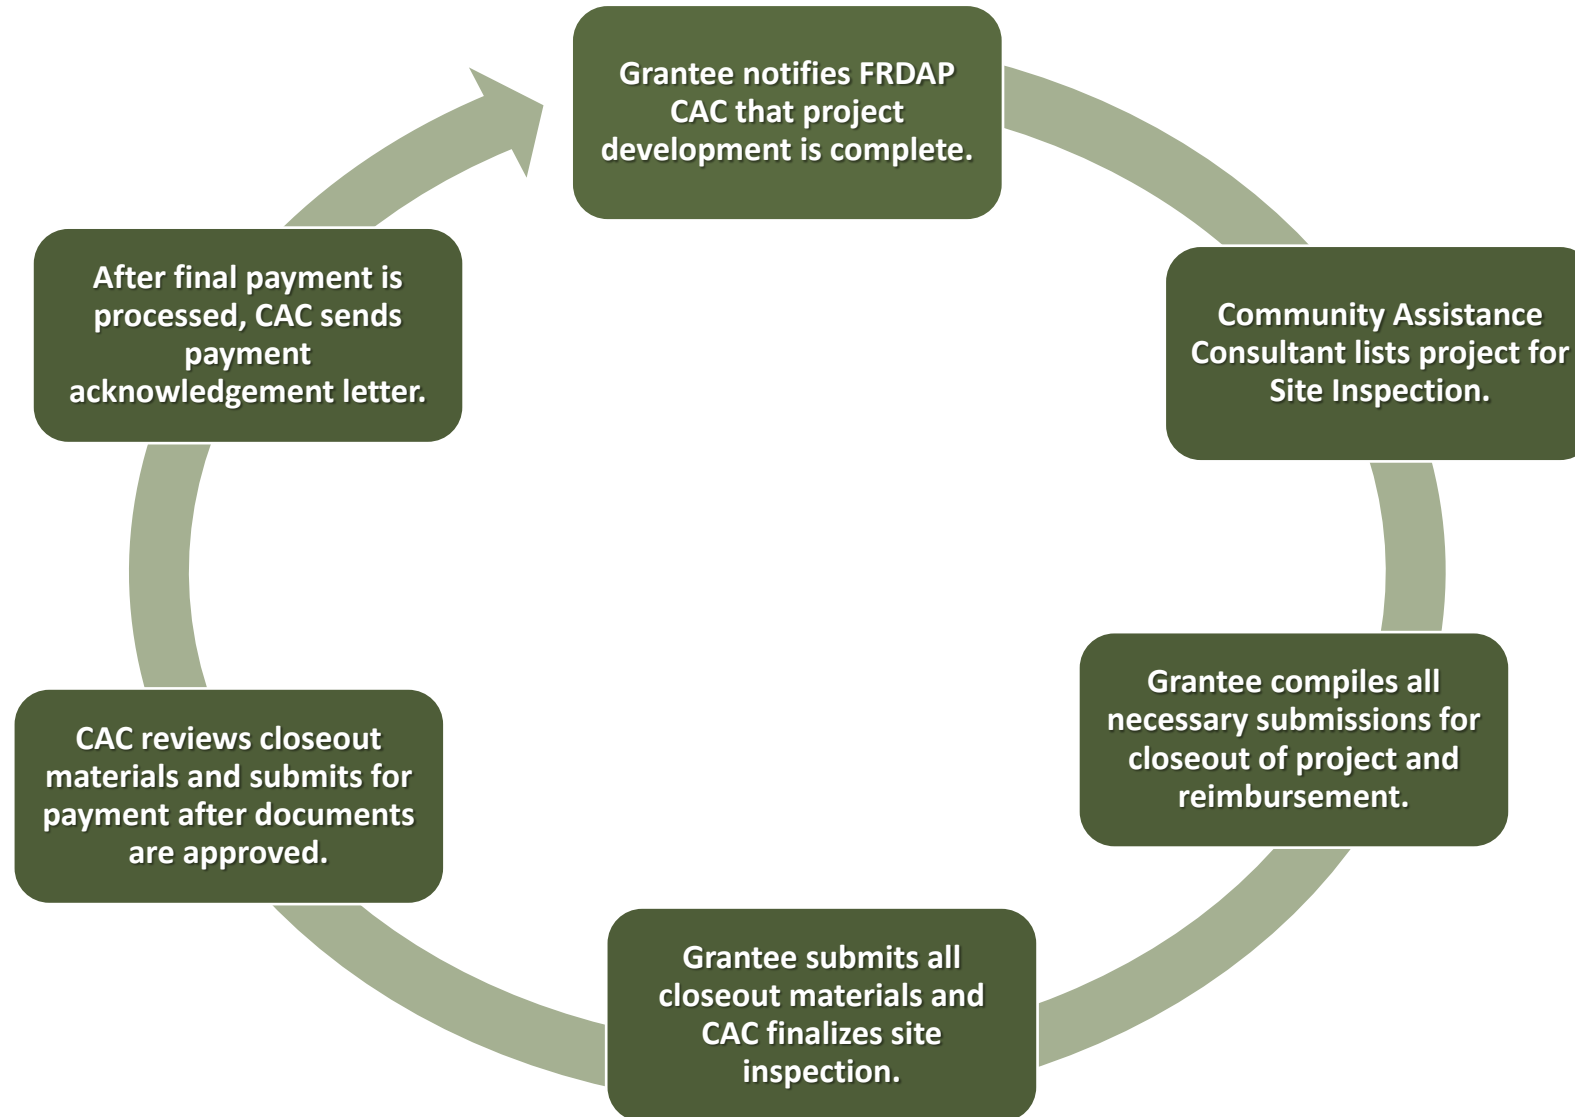 Grantee notifies FRDAP
CAC that project
development is complete.
Community Assistance
Consultant lists project for
Site Inspection.
Grantee compiles all
necessary submissions for
closeout of project and
reimbursement.
Grantee submits all
closeout materials and
CAC finalizes site
inspection.
CAC reviews closeout
materials and submits for
payment after documents
are approved.
After final payment is
processed, CAC sends
payment
acknowledgement letter.